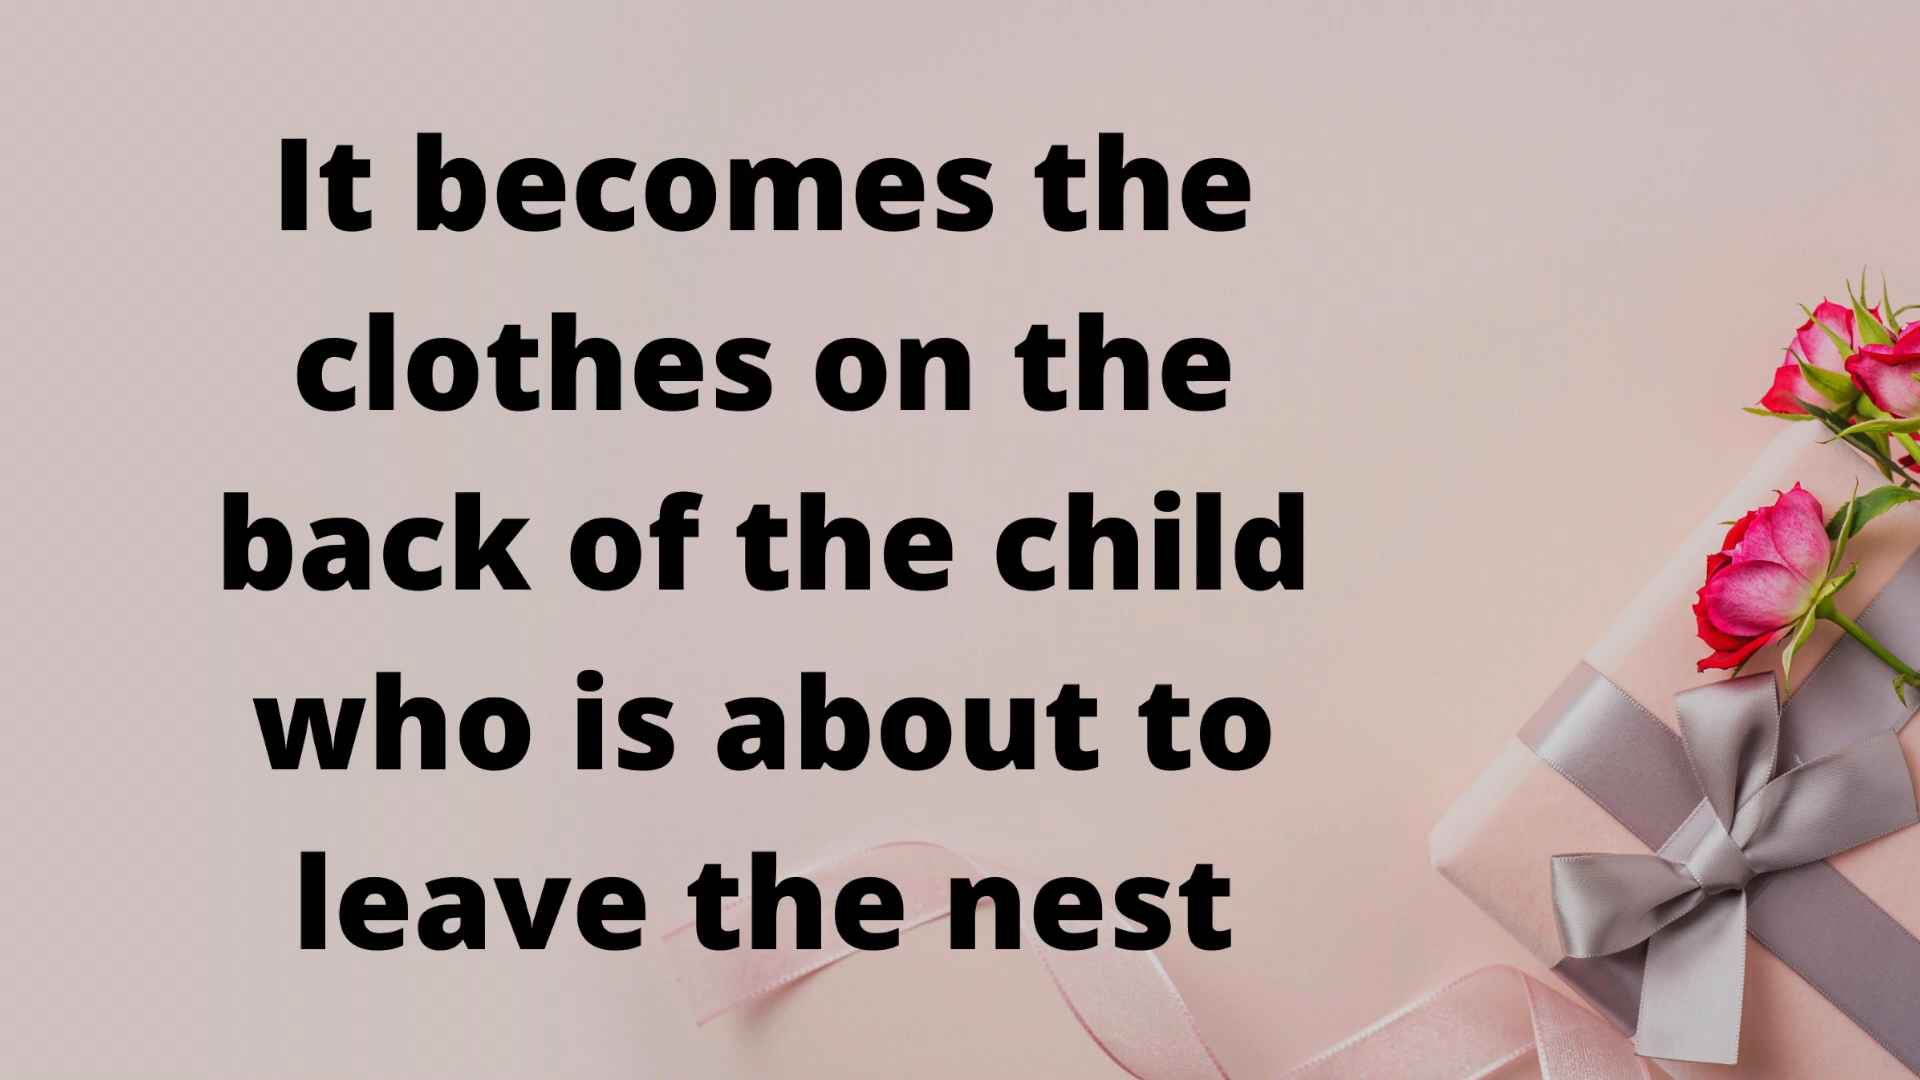 It becomes the
clothes on the
back of the child
who is about to
leave the nest